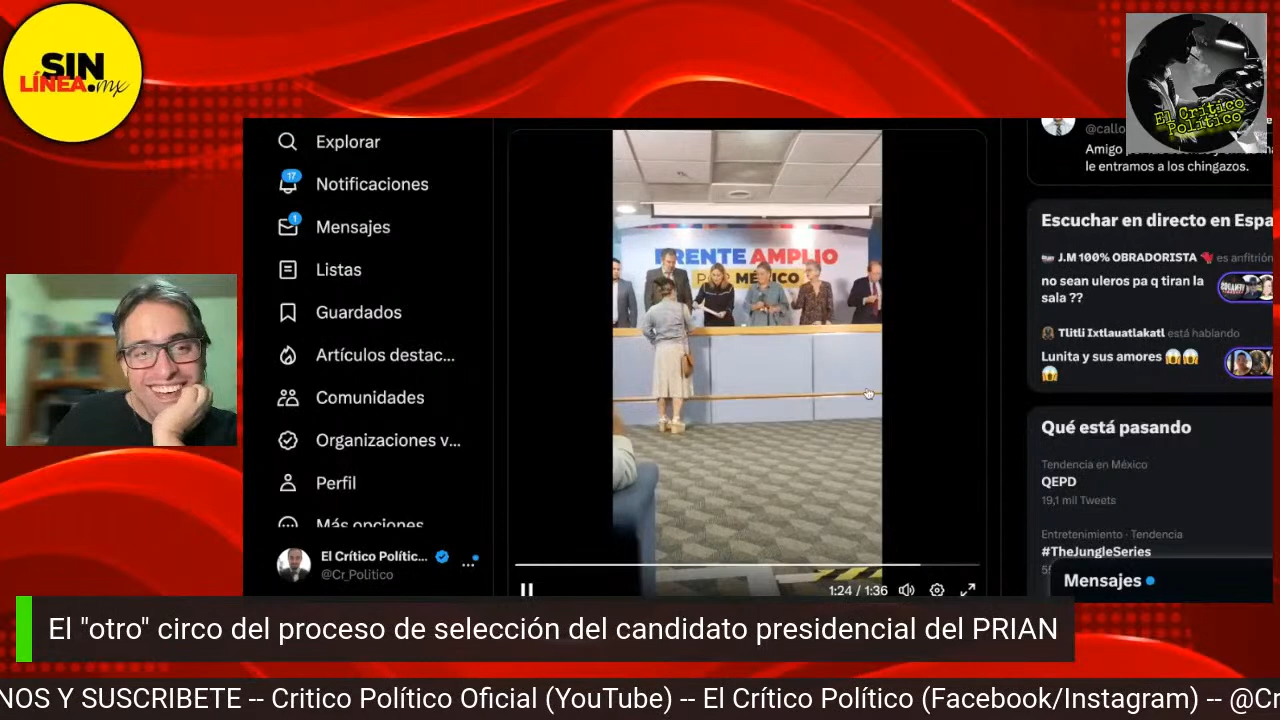 SIN
LÍNEA.mx
El Crítico
Político
Explorar
17
Notificaciones
1
Mensajes
Listas
Guardados
Artículos destac...
Comunidades
Organizaciones v...
Perfil
Más opciones
El Crítico Polític...
@Cr_Politico
FRENTE AMPLIO
POR MÉXICO
1:24 / 1:36
@callo
Amigo
le entramos a los chingazos.
Escuchar en directo en Espa
J.M 100% OBRADORISTA es anfitrión
no sean uleros pa q tiran la
sala ??
Tlitli Ixtlauatlakatl está hablando
Lunita y sus amores 😱😱
😱
Qué está pasando
Tendencia en México
QEPD
19,1 mil Tweets
Entretenimiento · Tendencia
#TheJungleSeries
Mensajes
El "otro" circo del proceso de selección del candidato presidencial del PRIAN
NOS Y SUSCRIBETE -- Critico Político Oficial (YouTube) -- El Crítico Político (Facebook/Instagram) -- @Cr